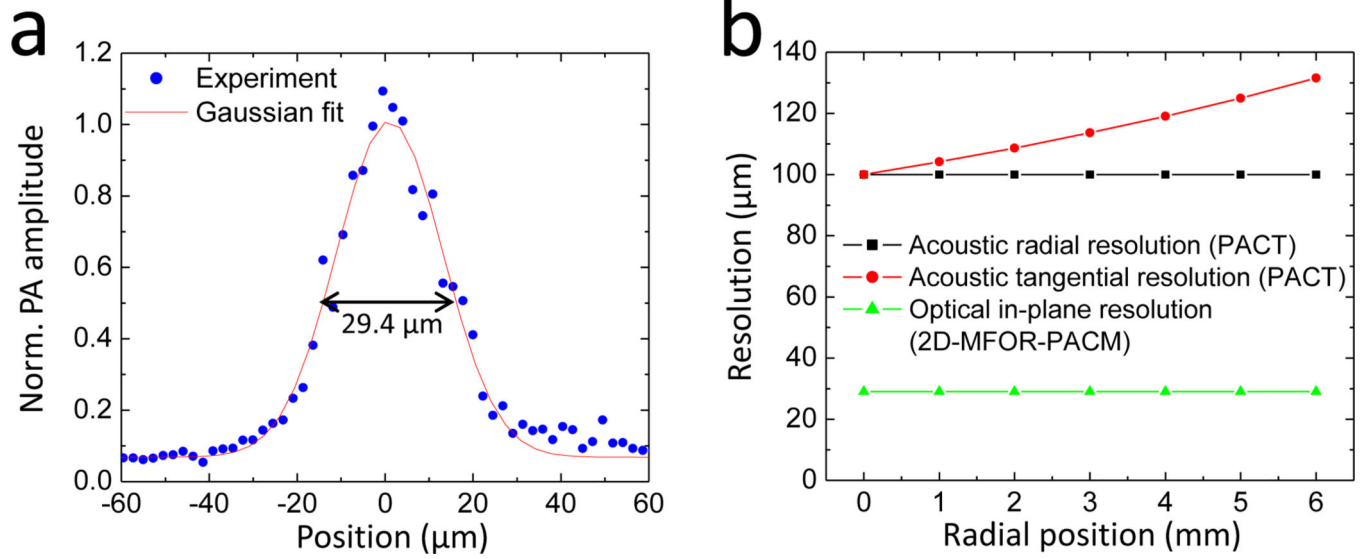 a
1.2
1.0
0.8
0.6
0.4
0.2
0.0
Norm. PA amplitude
Experiment
Gaussian fit
29.4 µm
-60 -40 -20 0 20 40 60
Position (µm)
b
140
120
100
80
60
40
20
0
Resolution (µm)
Acoustic radial resolution (PACT)
Acoustic tangential resolution (PACT)
Optical in-plane resolution
(2D-MFOR-PACM)
0 1 2 3 4 5 6
Radial position (mm)